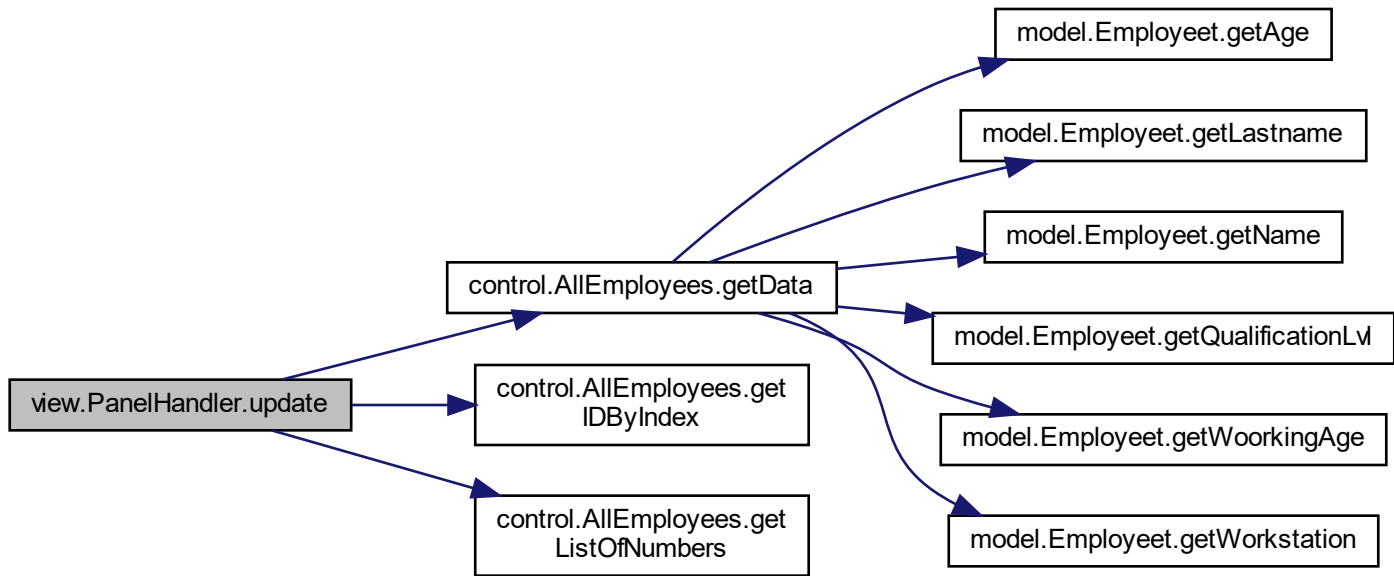 model.Employeet.getAge
model.Employeet.getLastname
model.Employeet.getName
control.AllEmployees.getData
model.Employeet.getQualificationLvl
view.PanelHandler.update
control.AllEmployees.get
IDByIndex
model.Employeet.getWoorkingAge
control.AllEmployees.get
ListOfNumbers
model.Employeet.getWorkstation